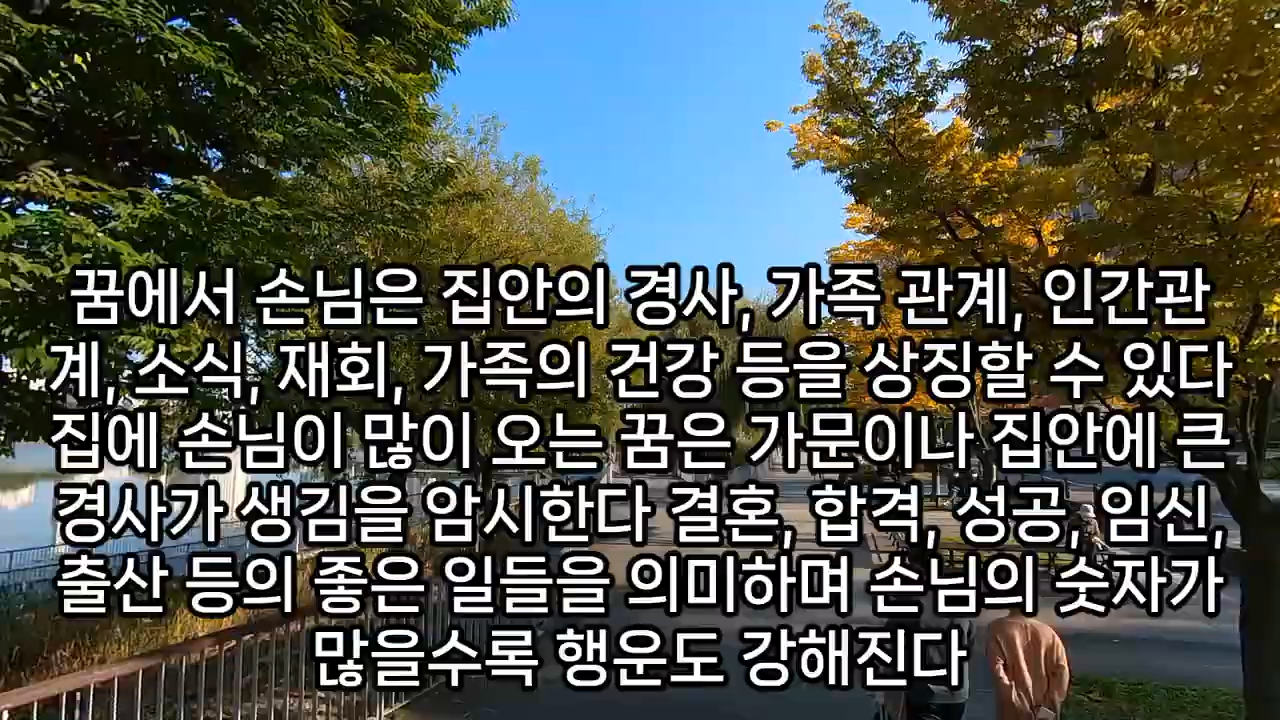 꿈에서 손님은 집안의 경사, 가족 관계, 인간관
계, 소식, 재회, 가족의 건강 등을 상징할 수 있다
집에 손님이 많이 오는 꿈은 가문이나 집안에 큰
경사가 생김을 암시한다 결혼, 합격, 성공, 임신,
출산 등의 좋은 일들을 의미하며 손님의 숫자가
많을수록 행운도 강해진다